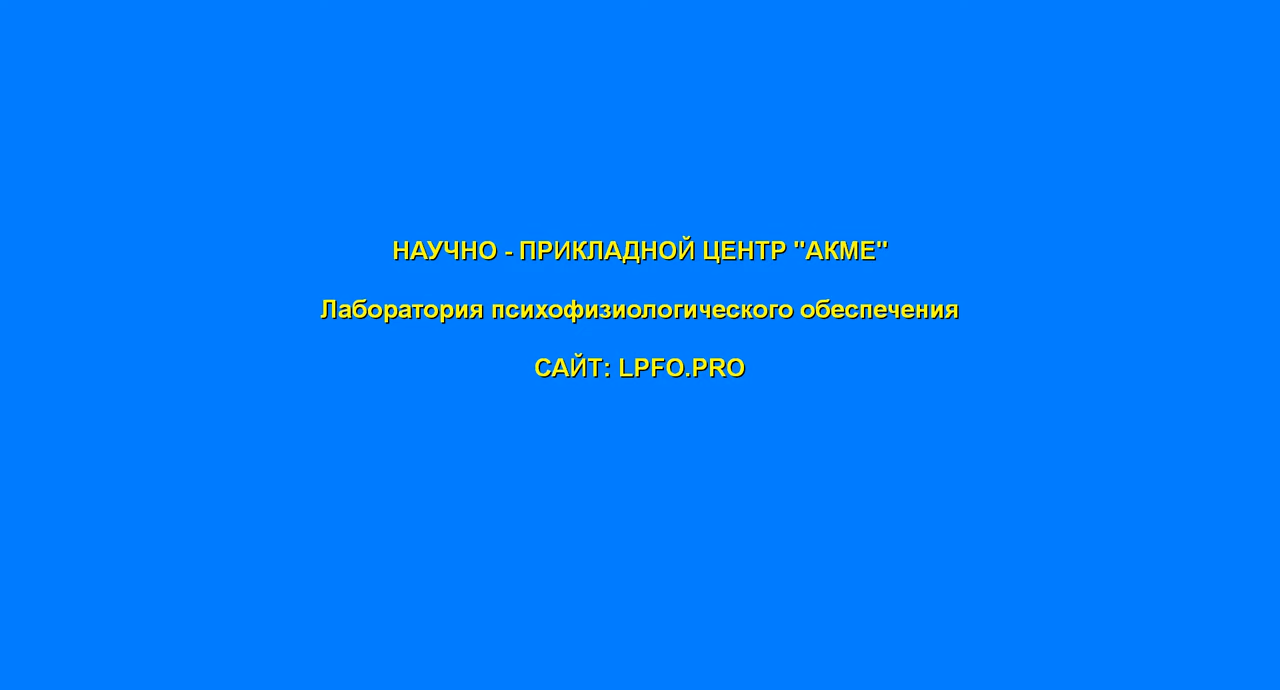 НАУЧНО - ПРИКЛАДНОЙ ЦЕНТР "АКМЕ"
Лаборатория психофизиологического обеспечения
САЙТ: LPFO.PRO